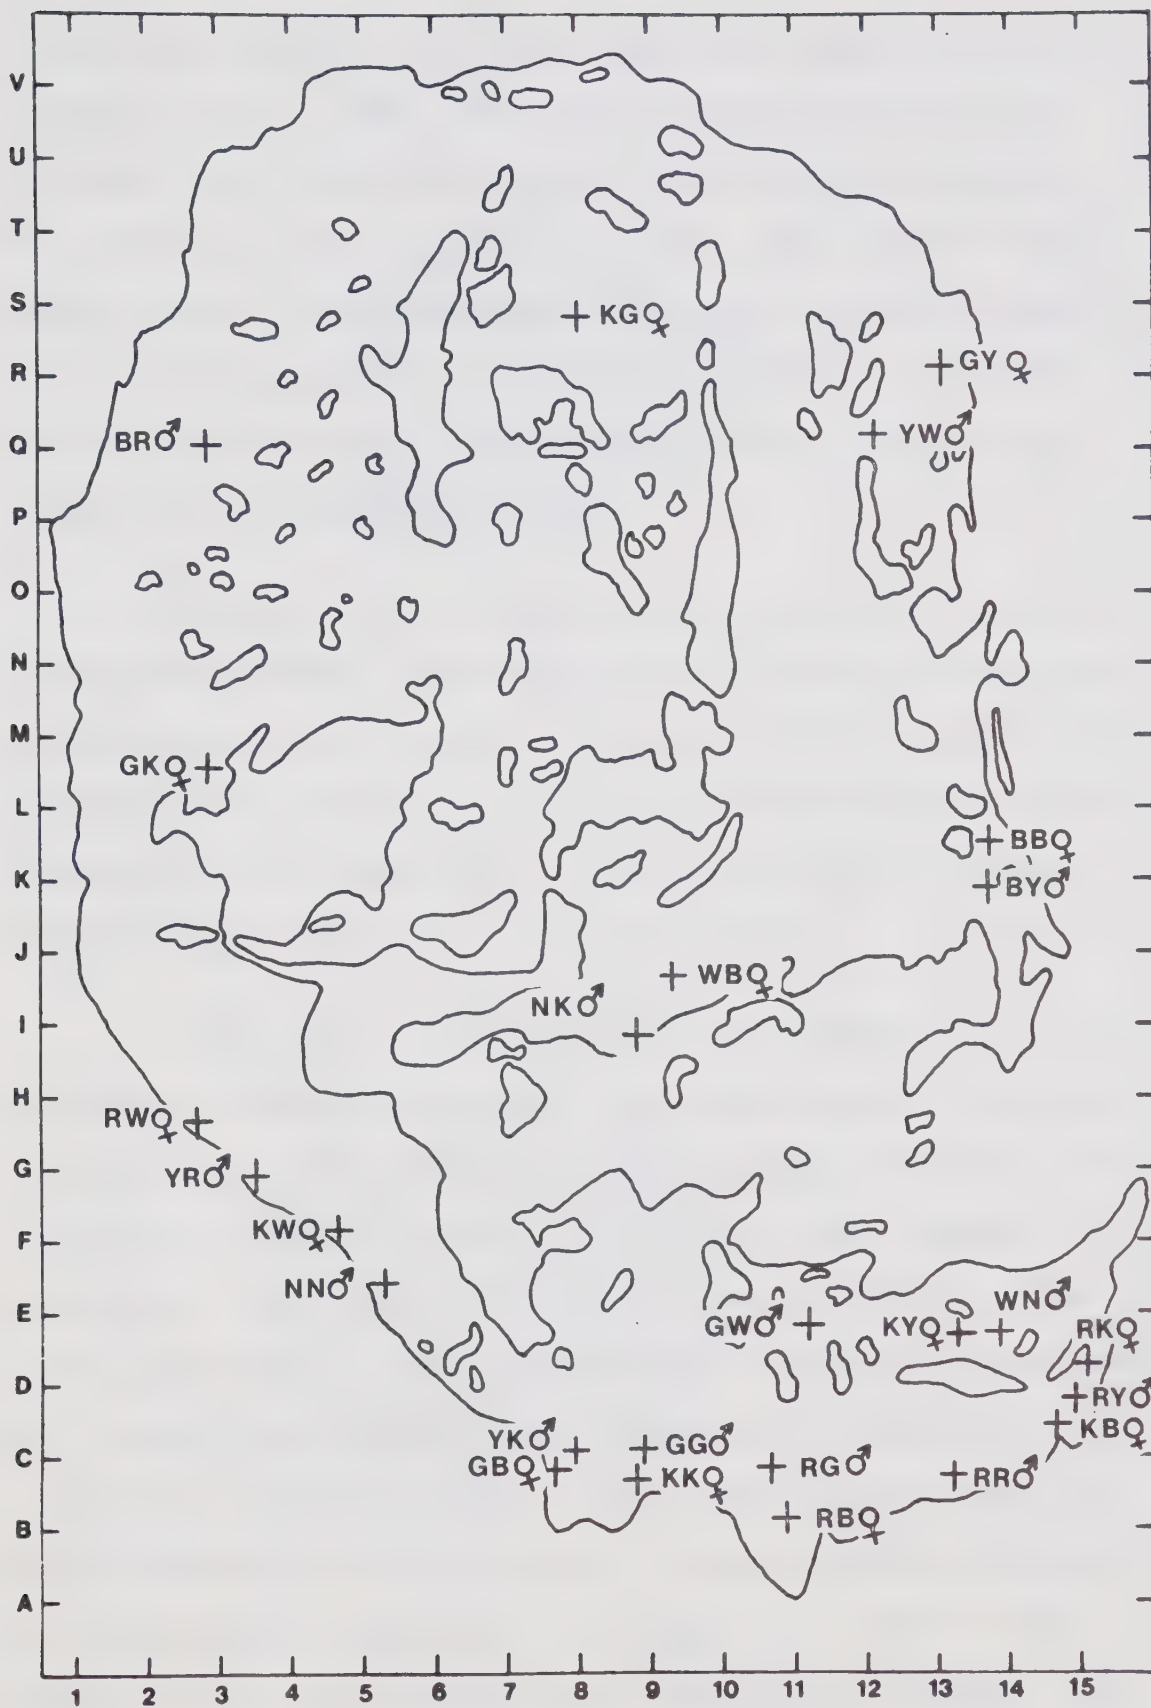 V
U
T
S
KG♀
R
GY♀
BR♂
Q
YW♂
P
O
N
M
GK♀
L
BB♀
K
BY♂
J
WB♀
NK♂
I
H
RW♀
G
YR♂
KW♀
F
NN♂
WN♂
E
GW♂
KY♀
RK♀
D
RY♂
KB♀
YK♂
GG♂
C
GB♀
KK♀
RG♂
RR♂
B
RB♀
A
1 2 3 4 5 6 7 8 9 10 11 12 13 14 15